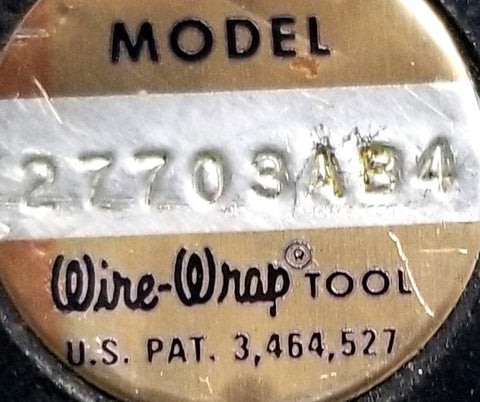 MODEL
27703AB4
Wire-Wrap® TOOL
U.S. PAT. 3,464,527